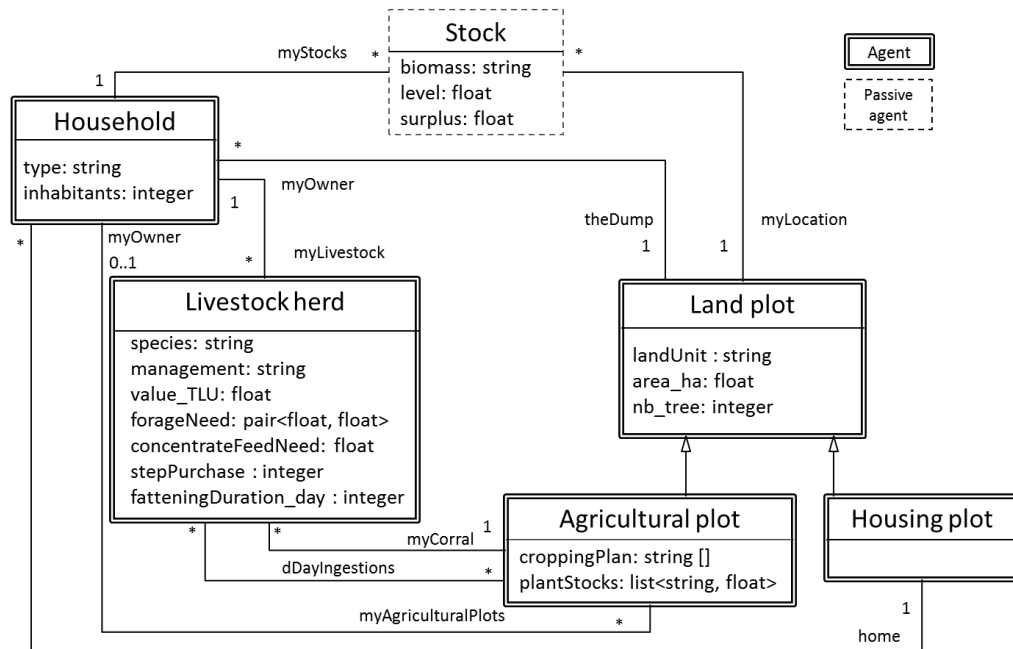 Stock
biomass: string
level: float
surplus: float
Agent
Passive
agent
myStocks
*
*
1
Household
type: string
inhabitants: integer
*
myOwner
1
theDump
myLocation
*
myOwner
0..1
*
myLivestock
1
1
Livestock herd
species: string
management: string
value_TLU: float
forageNeed: pair<float, float>
concentrateFeedNeed: float
stepPurchase : integer
fatteningDuration_day : integer
Land plot
landUnit : string
area_ha: float
nb_tree: integer
*
*
1
myCorral
dDayIngestions
*
Agricultural plot
croppingPlan: string []
plantStocks: list<string, float>
Housing plot
myAgriculturalPlots
*
1
home